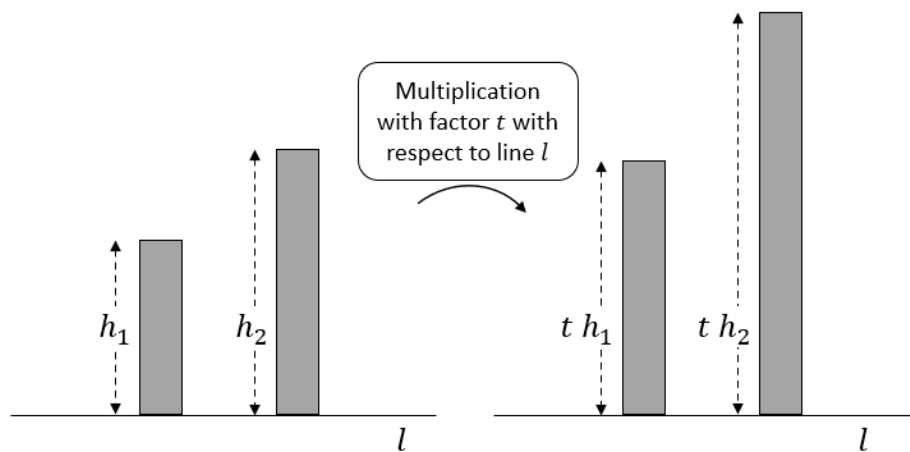 Multiplication
with factor t with
respect to line l
h₁
h₂
l
t h₁
t h₂
l